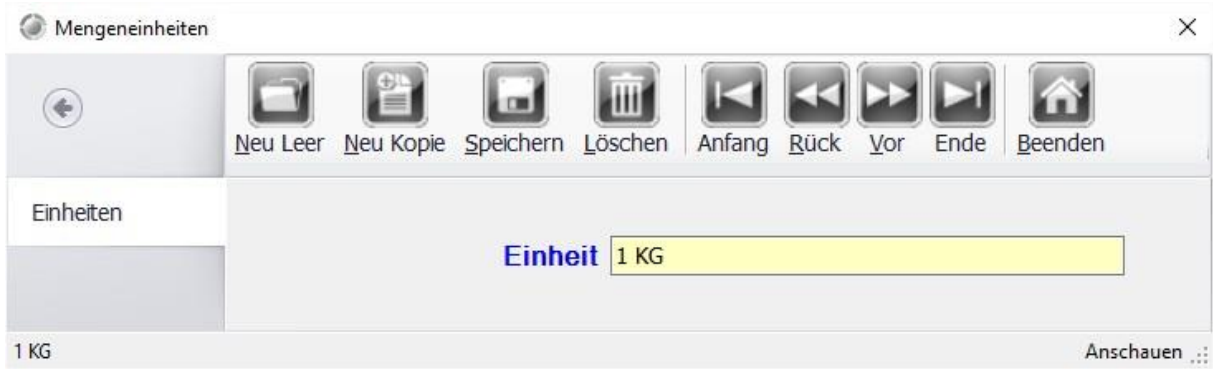 Mengeneinheiten
Neu Leer Neu Kopie Speichern Löschen Anfang Rück Vor Ende Beenden
Einheiten
Einheit 1 KG
1 KG Anschauen